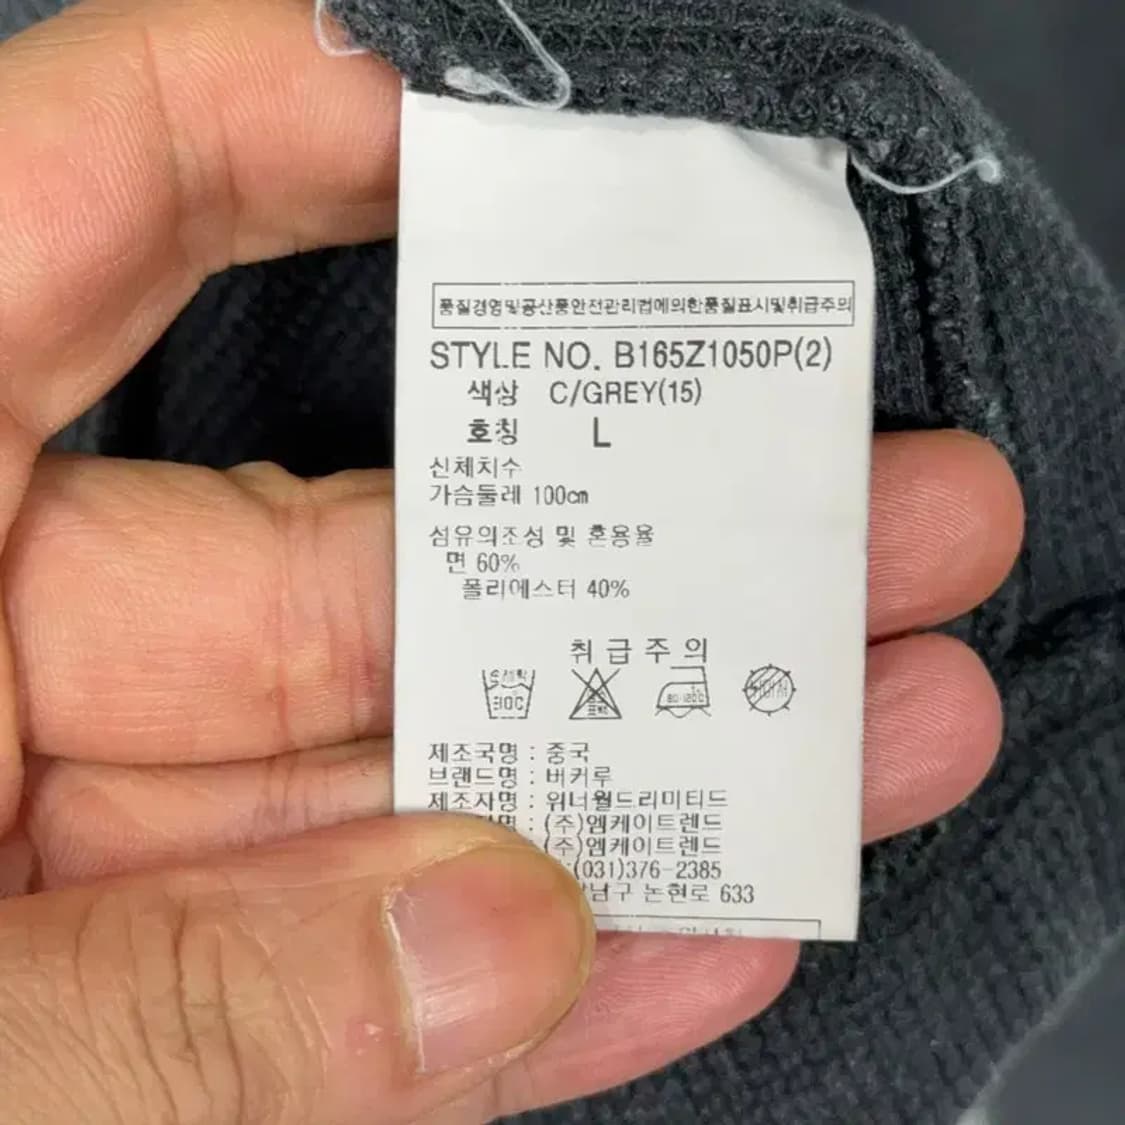 품질경영및공산품안전관리법에의한품질표시및취급주의
STYLE NO. B165Z1050P(2)
색상 C/GREY(15)
호칭 L
신체치수
가슴둘레 100cm
섬유의조성 및 혼용율
면 60%
폴리에스터 40%
취급주의
30℃
80-120℃
제조국명 : 중국
브랜드명 : 버커루
제조자명 : 워너월드리미티드
: (주)엠케이트렌드
(주)엠케이트렌드
(031)376-2385
남구 논현로 633